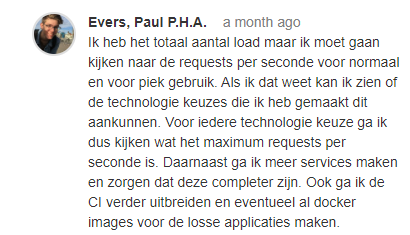 Evers, Paul P.H.A. a month ago
Ik heb het totaal aantal load maar ik moet gaan
kijken naar de requests per seconde voor normaal
en voor piek gebruik. Als ik dat weet kan ik zien of
de technologie keuzes die ik heb gemaakt dit
aankunnen. Voor iedere technologie keuze ga ik
dus kijken wat het maximum requests per
seconde is. Daarnaast ga ik meer services maken
en zorgen dat deze completer zijn. Ook ga ik de
CI verder uitbreiden en eventueel al docker
images voor de losse applicaties maken.